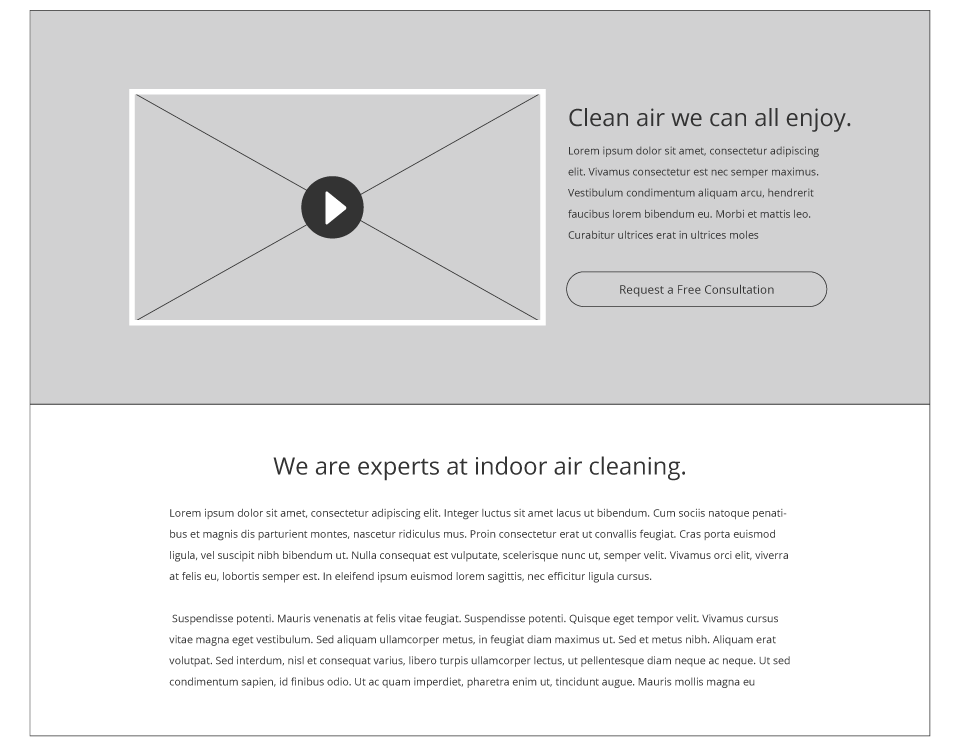 Clean air we can all enjoy.
Lorem ipsum dolor sit amet, consectetur adipiscing
elit. Vivamus consectetur est nec semper maximus.
Vestibulum condimentum aliquam arcu, hendrerit
faucibus lorem bibendum eu. Morbi et mattis leo.
Curabitur ultrices erat in ultrices moles
Request a Free Consultation
We are experts at indoor air cleaning.
Lorem ipsum dolor sit amet, consectetur adipiscing elit. Integer luctus sit amet lacus ut bibendum. Cum sociis natoque penati-
bus et magnis dis parturient montes, nascetur ridiculus mus. Proin consectetur erat ut convallis feugiat. Cras porta euismod
ligula, vel suscipit nibh bibendum ut. Nulla consequat est vulputate, scelerisque nunc ut, semper velit. Vivamus orci elit, viverra
at felis eu, lobortis semper est. In eleifend ipsum euismod lorem sagittis, nec efficitur ligula cursus.
Suspendisse potenti. Mauris venenatis at felis vitae feugiat. Suspendisse potenti. Quisque eget tempor velit. Vivamus cursus
vitae magna eget vestibulum. Sed aliquam ullamcorper metus, in feugiat diam maximus ut. Sed et metus nibh. Aliquam erat
volutpat. Sed interdum, nisl et consequat varius, libero turpis ullamcorper lectus, ut pellentesque diam neque ac neque. Ut sed
condimentum sapien, id finibus odio. Ut ac quam imperdiet, pharetra enim ut, tincidunt augue. Mauris mollis magna eu